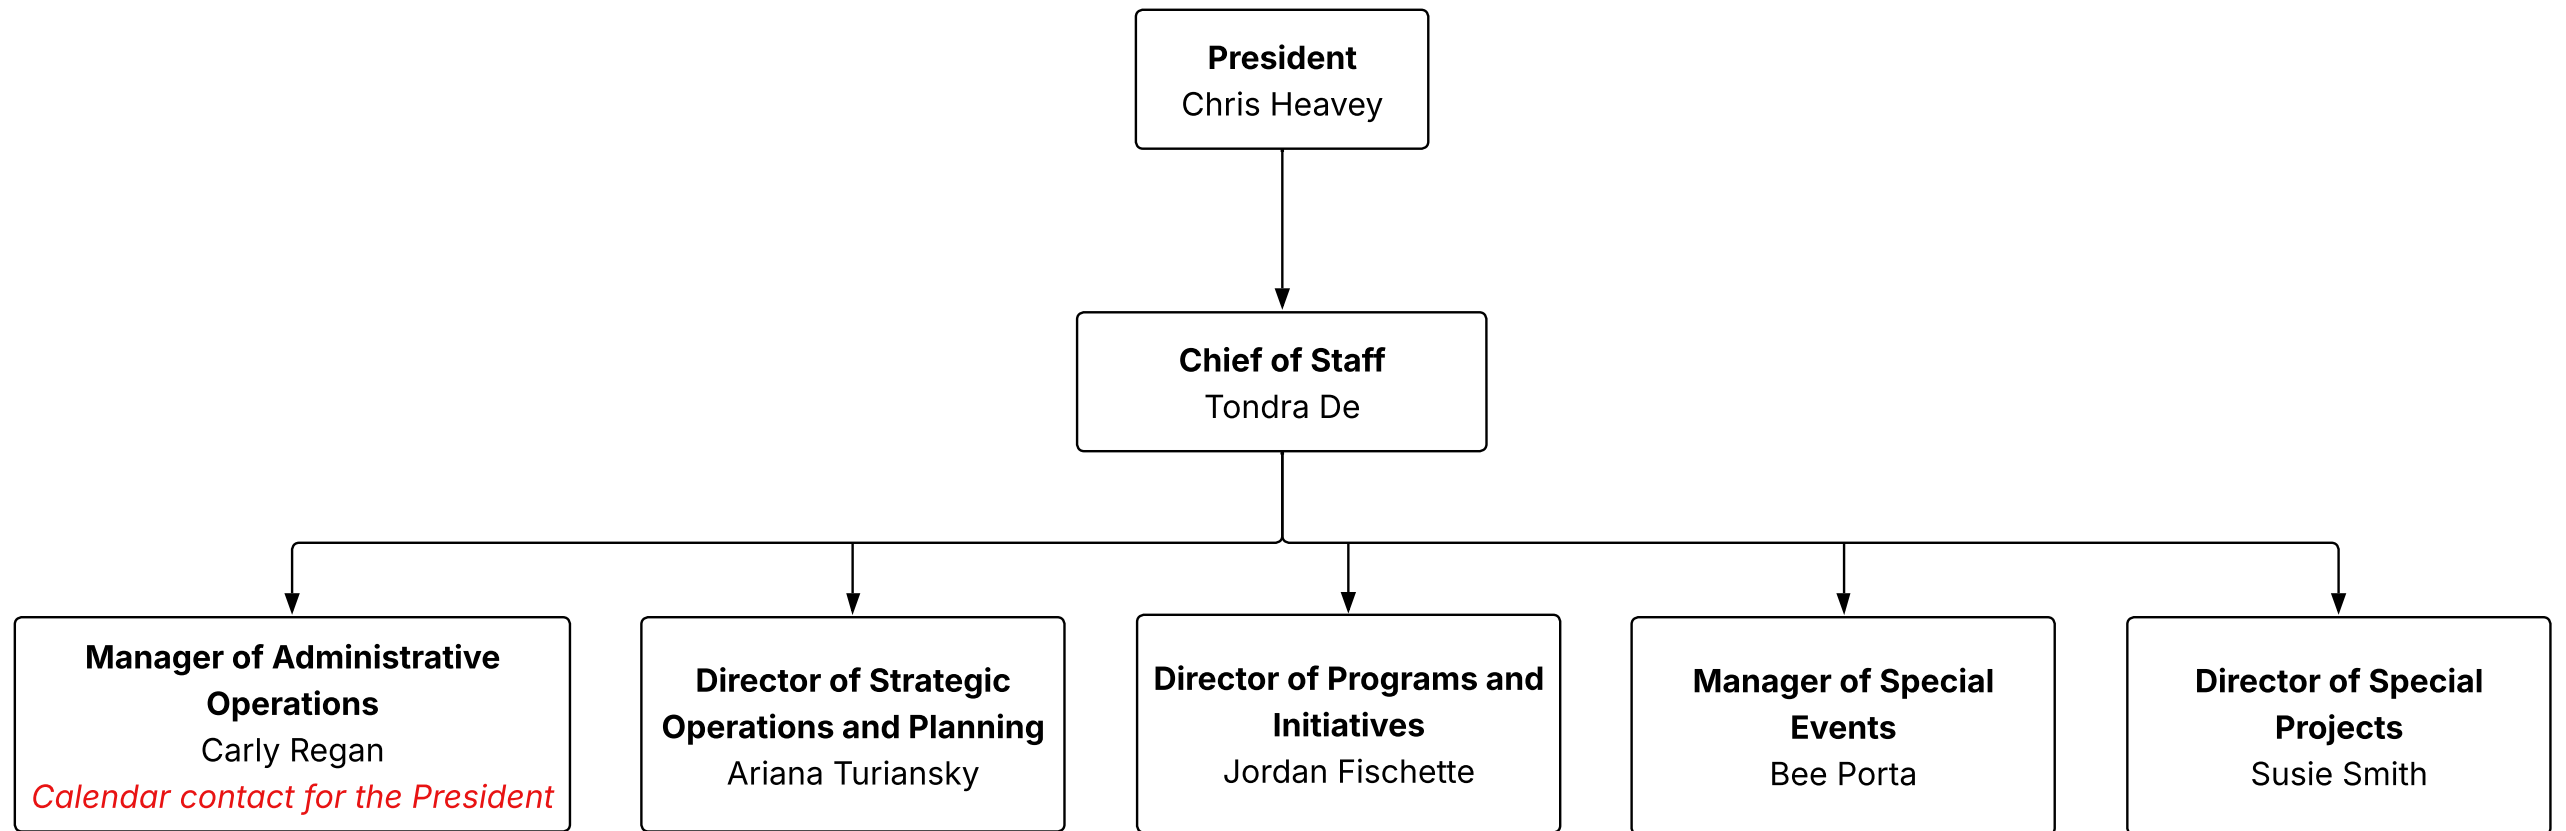 President
Chris Heavey
Chief of Staff
Tondra De
Manager of Administrative
Operations
Carly Regan
Calendar contact for the President
Director of Strategic
Operations and Planning
Ariana Turiansky
Director of Programs and
Initiatives
Jordan Fischette
Manager of Special
Events
Bee Porta
Director of Special
Projects
Susie Smith